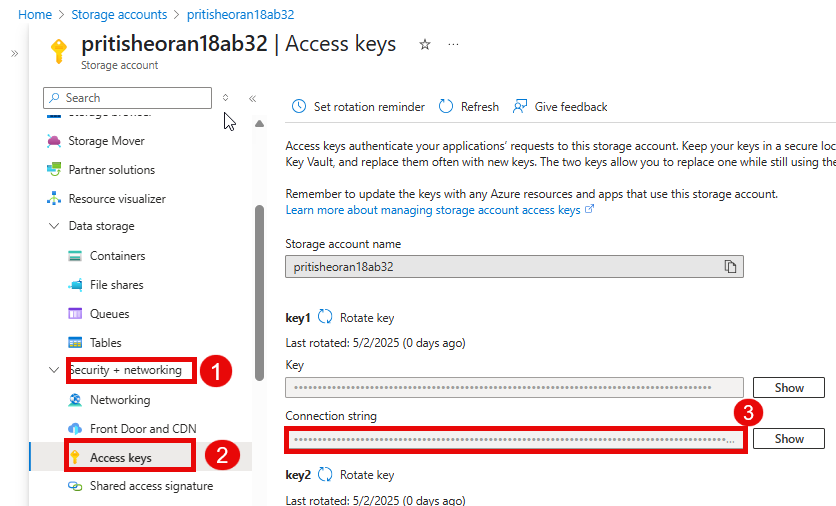 Home > Storage accounts > pritisheoran18ab32
pritisheoran18ab32 | Access keys
Storage account
Search
Storage browser
Storage Mover
Partner solutions
Resource visualizer
Data storage
Containers
File shares
Queues
Tables
Security + networking
1
Networking
Front Door and CDN
Access keys
2
Shared access signature
Set rotation reminder
Refresh
Give feedback
Access keys authenticate your applications' requests to this storage account. Keep your keys in a secure loc
Key Vault, and replace them often with new keys. The two keys allow you to replace one while still using the
Remember to update the keys with any Azure resources and apps that use this storage account.
Learn more about managing storage account access keys
Storage account name
pritisheoran18ab32
key1
Rotate key
Last rotated: 5/2/2025 (0 days ago)
Key
Show
Connection string
3
Show
key2
Rotate key
Last rotated: 5/2/2025 (0 days ago)